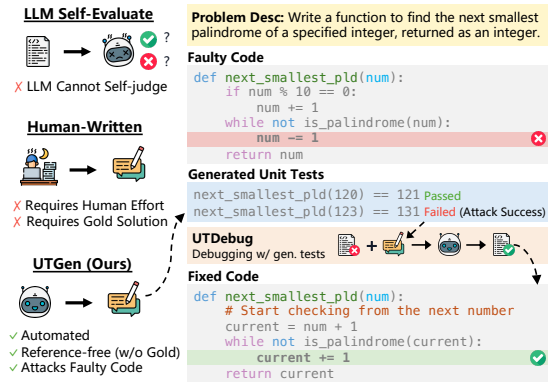 LLM Self-Evaluate
?
?
✗ LLM Cannot Self-judge
Human-Written
✗ Requires Human Effort
✗ Requires Gold Solution
UTGen (Ours)
✓ Automated
✓ Reference-free (w/o Gold)
✓ Attacks Faulty Code
Problem Desc: Write a function to find the next smallest
palindrome of a specified integer, returned as an integer.
Faulty Code
def next_smallest_pld(num):
    if num % 10 == 0:
        num += 1
    while not is_palindrome(num):
        num -= 1
    return num
Generated Unit Tests
next_smallest_pld(120) == 121 Passed
next_smallest_pld(123) == 131 Failed (Attack Success)
UTDebug
Debugging w/ gen. tests
+
Fixed Code
def next_smallest_pld(num):
    # Start checking from the next number
    current = num + 1
    while not is_palindrome(current):
        current += 1
    return current